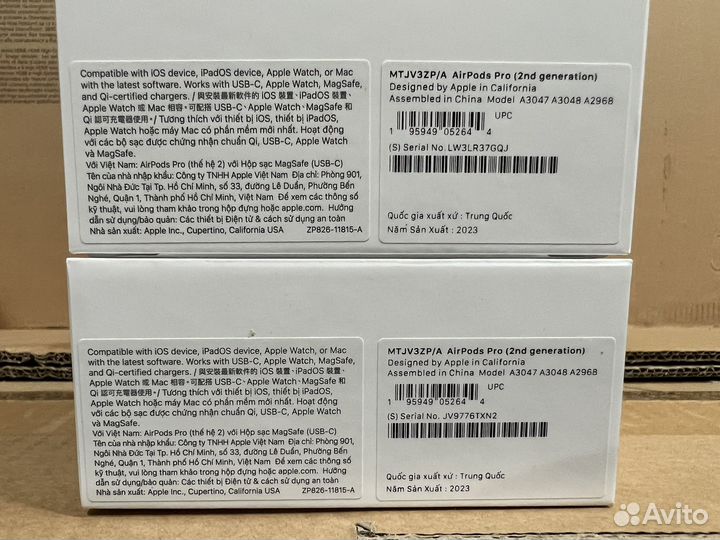 Compatible with iOS device, iPadOS device, Apple Watch, or Mac
with the latest software. Works with USB-C, Apple Watch, MagSafe,
and Qi-certified chargers. / 與安裝最新軟件的 iOS 裝置、iPadOS 裝置、
Apple Watch 或 Mac 相容。可配搭 USB-C、Apple Watch、MagSafe 和
Qi 認可充電器使用。/ Tương thích với thiết bị iOS, thiết bị iPadOS,
Apple Watch hoặc máy Mac có phần mềm mới nhất. Hoạt động
với các bộ sạc được chứng nhận chuẩn Qi, USB-C, Apple Watch
và MagSafe.
Với Việt Nam: AirPods Pro (thế hệ 2) với Hộp sạc MagSafe (USB-C)
Tên của nhà nhập khẩu: Công ty TNHH Apple Việt Nam Địa chỉ: Phòng 901,
Ngôi Nhà Đức Tại Tp. Hồ Chí Minh, số 33, đường Lê Duẩn, Phường Bến
Nghé, Quận 1, Thành phố Hồ Chí Minh, Việt Nam Để xem các thông số
kỹ thuật, vui lòng tham khảo trong hộp đựng hoặc apple.com. Hướng
dẫn sử dụng/bảo quản: Các thiết bị Điện tử & cách sử dụng an toàn
Nhà sản xuất: Apple Inc., Cupertino, California USA ZP826-11815-A
MTJV3ZP/A AirPods Pro (2nd generation)
Designed by Apple in California
Assembled in China Model A3047 A3048 A2968
UPC
1 95949 05264 4
(S) Serial No. LW3LR37GQJ
Quốc gia xuất xứ : Trung Quốc
Năm Sản Xuất : 2023
Compatible with iOS device, iPadOS device, Apple Watch, or Mac
with the latest software. Works with USB-C, Apple Watch, MagSafe,
and Qi-certified chargers. / 與安裝最新軟件的 iOS 裝置、iPadOS 裝置、
Apple Watch 或 Mac 相容。可配搭 USB-C、Apple Watch、MagSafe 和
Qi 認可充電器使用。/ Tương thích với thiết bị iOS, thiết bị iPadOS,
Apple Watch hoặc máy Mac có phần mềm mới nhất. Hoạt động
với các bộ sạc được chứng nhận chuẩn Qi, USB-C, Apple Watch
và MagSafe.
Với Việt Nam: AirPods Pro (thế hệ 2) với Hộp sạc MagSafe (USB-C)
Tên của nhà nhập khẩu: Công ty TNHH Apple Việt Nam Địa chỉ: Phòng 901,
Ngôi Nhà Đức Tại Tp. Hồ Chí Minh, số 33, đường Lê Duẩn, Phường Bến
Nghé, Quận 1, Thành phố Hồ Chí Minh, Việt Nam Để xem các thông số
kỹ thuật, vui lòng tham khảo trong hộp đựng hoặc apple.com. Hướng
dẫn sử dụng/bảo quản: Các thiết bị Điện tử & cách sử dụng an toàn
Nhà sản xuất: Apple Inc., Cupertino, California USA ZP826-11815-A
MTJV3ZP/A AirPods Pro (2nd generation)
Designed by Apple in California
Assembled in China Model A3047 A3048 A2968
UPC
1 95949 05264 4
(S) Serial No. JV9776TXN2
Quốc gia xuất xứ : Trung Quốc
Năm Sản Xuất : 2023
Avito